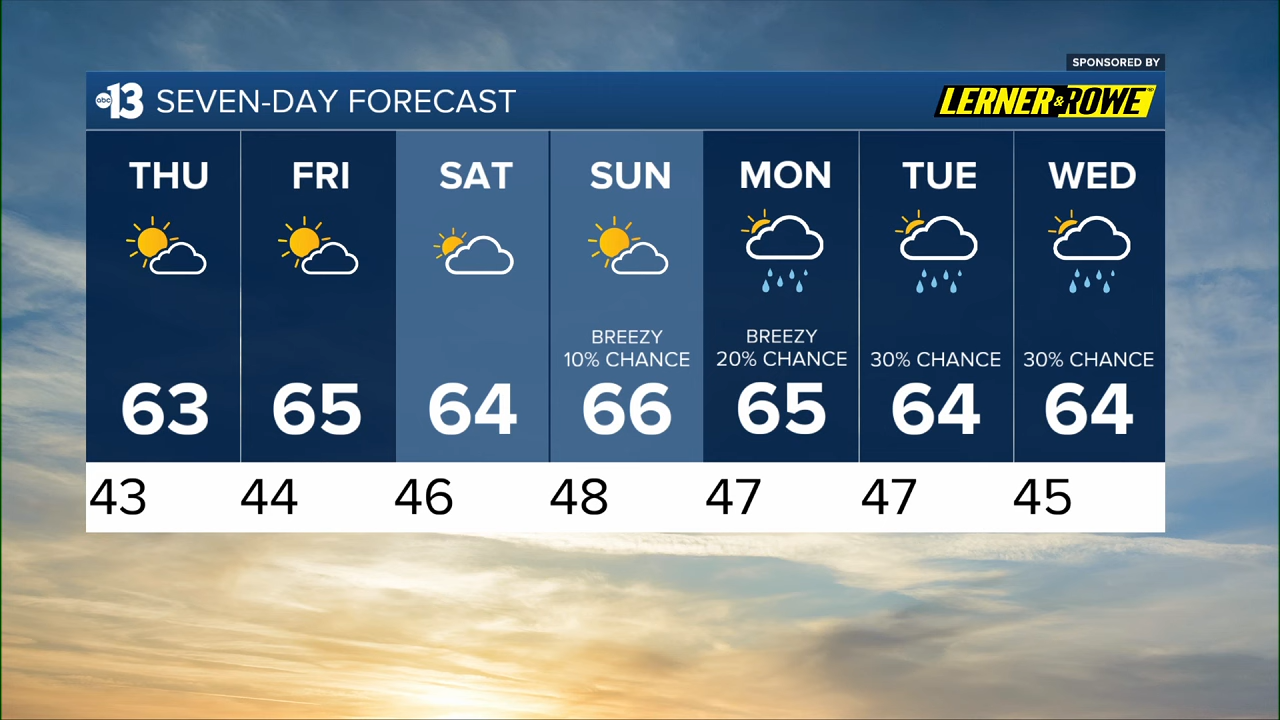 SPONSORED BY
abc 13 SEVEN-DAY FORECAST
LERNER & ROWE®
THU FRI SAT SUN MON TUE WED
BREEZY BREEZY
10% CHANCE 20% CHANCE 30% CHANCE 30% CHANCE
63 65 64 66 65 64 64
43 44 46 48 47 47 45